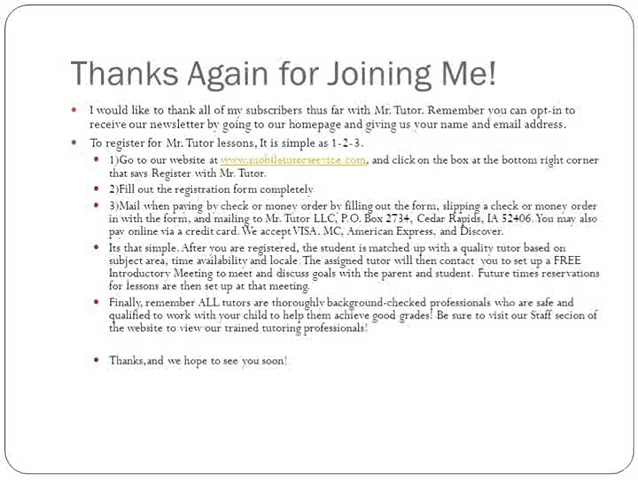 Thanks Again for Joining Me!
I would like to thank all of my subscribers thus far with Mr. Tutor. Remember you can opt-in to
receive our newsletter by going to our homepage and giving us your name and email address.
To register for Mr. Tutor lessons, It is simple as 1-2-3.
1)Go to our website at www.mobiletutorservice.com, and click on the box at the bottom right corner
that says Register with Mr. Tutor.
2)Fill out the registration form completely
3)Mail when paying by check or money order by filling out the form, slipping a check or money order
in with the form, and mailing to Mr. Tutor LLC, P.O. Box 2734, Cedar Rapids, IA 52406. You may also
pay online via a credit card. We accept VISA, MC, American Express, and Discover.
Its that simple. After you are registered, the student is matched up with a quality tutor based on
subject area, time availability and locale. The assigned tutor will then contact you to set up a FREE
Introductory Meeting to meet and discuss goals with the parent and student. Future times reservations
for lessons are then set up at that meeting.
Finally, remember ALL tutors are thoroughly background-checked professionals who are safe and
qualified to work with your child to help them achieve good grades! Be sure to visit our Staff secion of
the website to view our trained tutoring professionals!
Thanks,and we hope to see you soon!